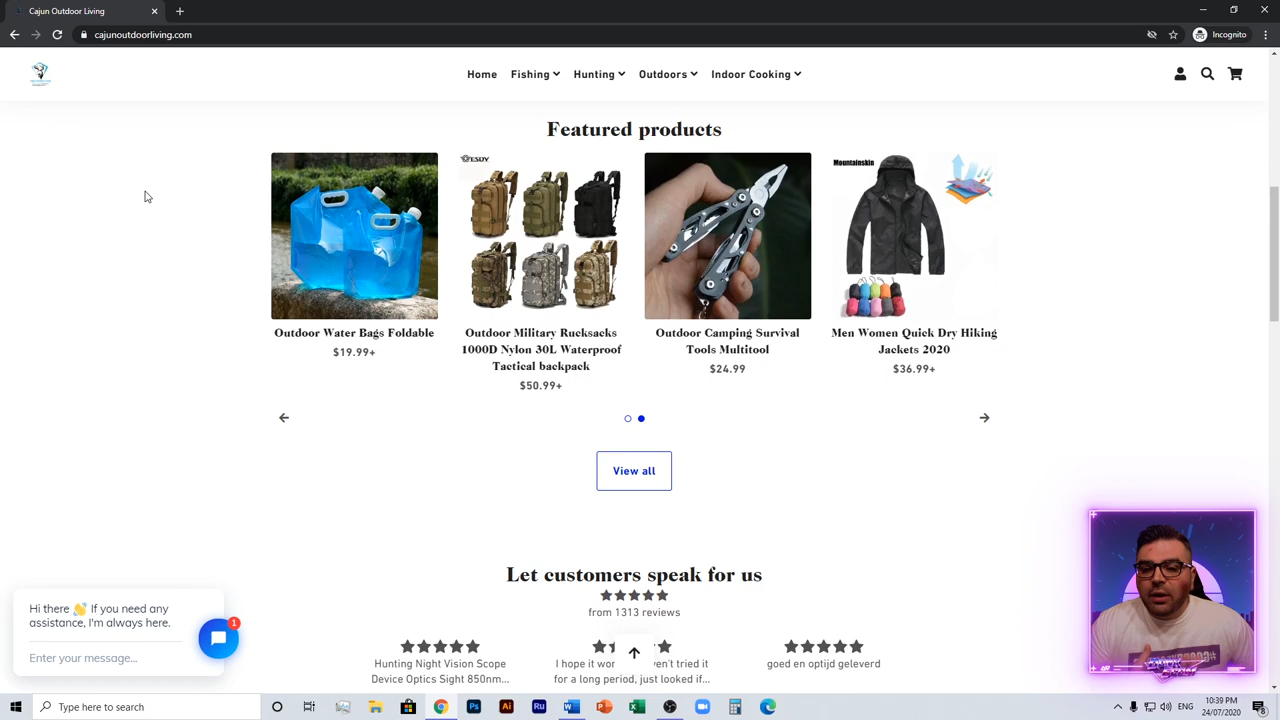 Cajun Outdoor Living
cajunoutdoorliving.com
Incognito
Home Fishing Hunting Outdoors Indoor Cooking
Featured products
ESDY
Mountainskin
Outdoor Water Bags Foldable
$19.99+
Outdoor Military Rucksacks
1000D Nylon 30L Waterproof
Tactical backpack
$50.99+
Outdoor Camping Survival
Tools Multitool
$24.99
Men Women Quick Dry Hiking
Jackets 2020
$36.99+
View all
Let customers speak for us
from 1313 reviews
Hunting Night Vision Scope
Device Optics Sight 850nm...
I hope it wor
en't tried it
for a long period, just looked if...
goed en optijd geleverd
Hi there 👋 If you need any
assistance, I'm always here.
Enter your message...
1
Type here to search
ENG
10:39 PM
24/07/2020